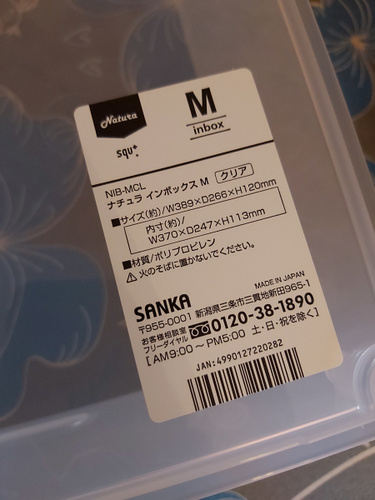 Natura
M
inbox
squ+
NIB-MCL
ナチュラ インボックス M クリア
■サイズ(約)/W389×D266×H120mm
内寸(約)/
W370×D247×H113mm
■材質/ポリプロピレン
⚠火のそばに置かないでください。
MADE IN JAPAN
SANKA
〒955-0001 新潟県三条市三貫地新田965-1
お客様相談室
フリーダイヤル 0120-38-1890
[ AM9:00 ～ PM5:00 土・日・祝を除く ]
JAN:4990127220282